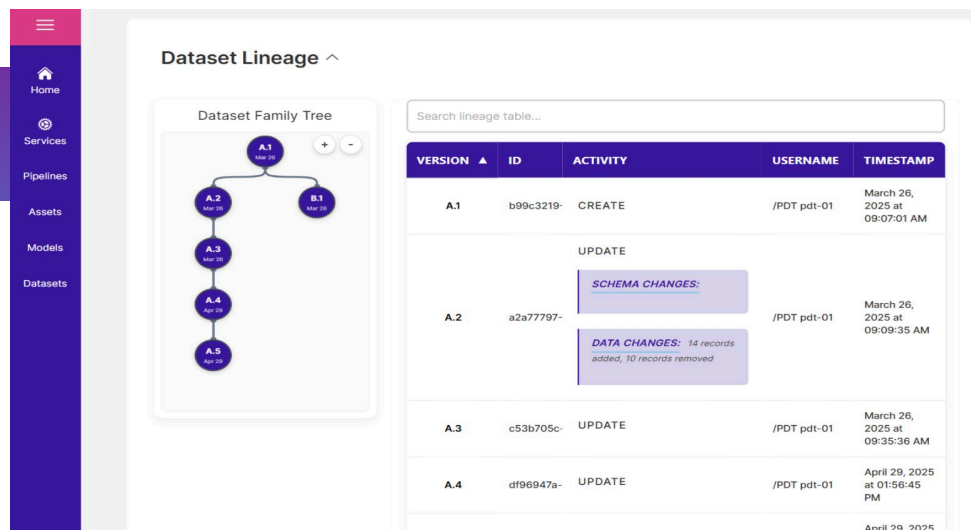 Home
Services
Pipelines
Assets
Models
Datasets
Dataset Lineage
Dataset Family Tree
+ -
A.1
Mar 26
A.2
Mar 26
B.1
Mar 26
A.3
Mar 26
A.4
Apr 29
A.5
Apr 29
Search lineage table...
VERSION ▲ ID ACTIVITY USERNAME TIMESTAMP
A.1 b99c3219- CREATE /PDT pdt-01 March 26,
2025 at
09:07:01 AM
UPDATE
SCHEMA CHANGES:
A.2 a2a77797- /PDT pdt-01 March 26,
2025 at
09:09:35 AM
DATA CHANGES: 14 records
added, 10 records removed
A.3 c53b705c- UPDATE /PDT pdt-01 March 26,
2025 at
09:35:36 AM
A.4 df96947a- UPDATE /PDT pdt-01 April 29, 2025
at 01:56:45
PM
April 29, 2025